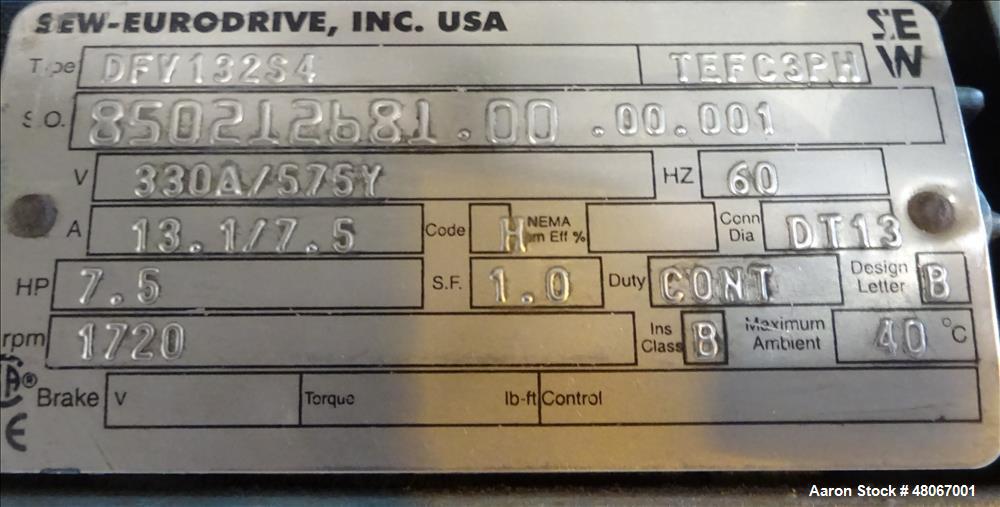 SEW-EURODRIVE, INC. USA
SEW
Type DFV132S4 TEFC3PH
S.O. 850212681.00.00.001
V 330A/575Y HZ 60
A 13.1/7.5 Code H NEMA Nom Eff % Conn Dia DT13
HP 7.5 S.F. 1.0 Duty CONT Design Letter B
rpm 1720 Ins Class B Maximum Ambient 40 °C
Brake V Torque lb-ft Control
CE
Aaron Stock # 48067001